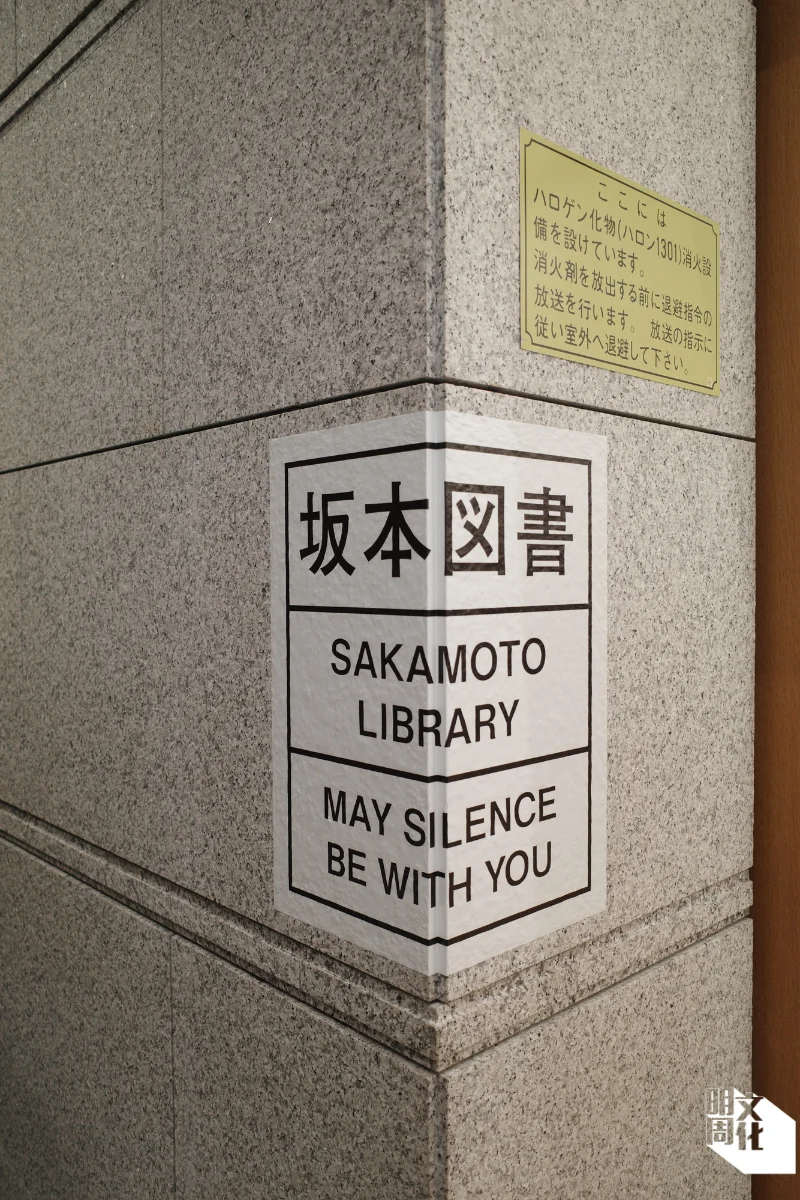 ここには
ハロゲン化物(ハロン1301)消火設
備を設けています。
消火剤を放出する前に退避指令の
放送を行います。 放送の指示に
従い室外へ退避して下さい。
坂本図書
SAKAMOTO
LIBRARY
MAY SILENCE
BE WITH YOU
明周
文化